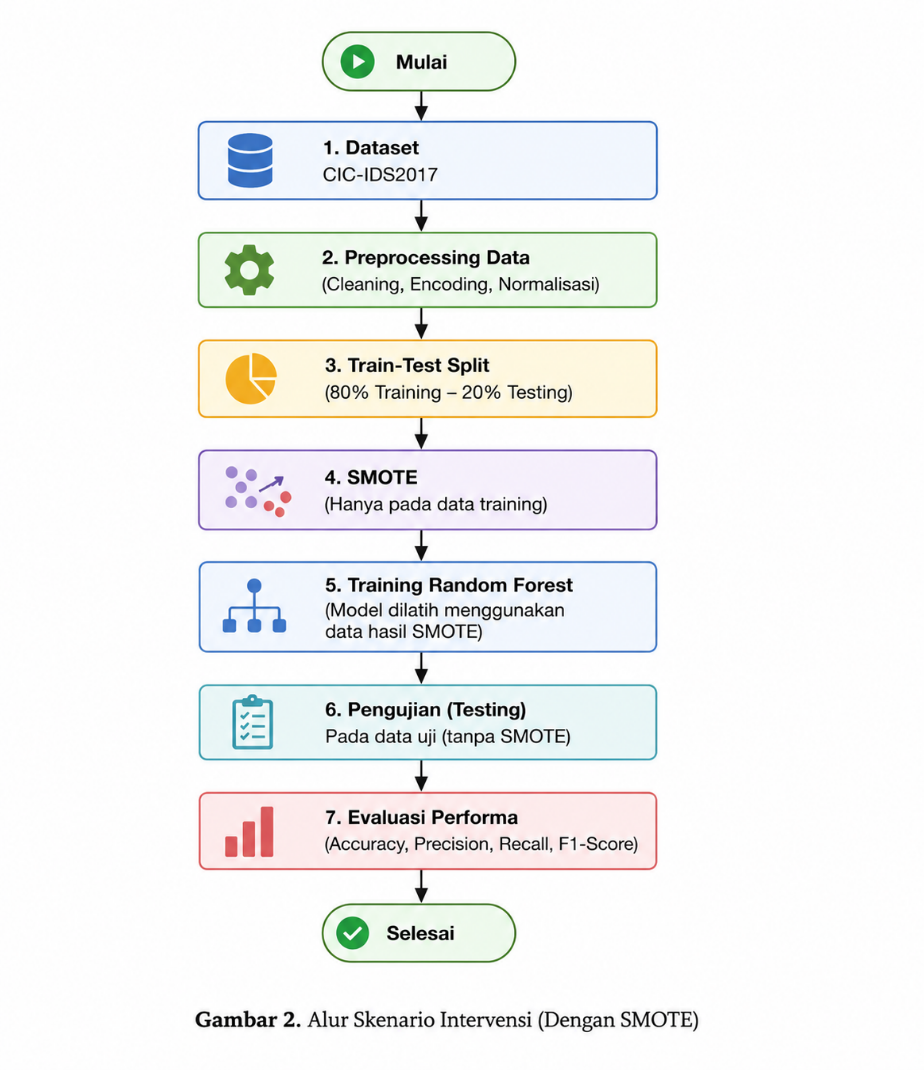 Mulai
1. Dataset
CIC-IDS2017
2. Preprocessing Data
(Cleaning, Encoding, Normalisasi)
3. Train-Test Split
(80% Training – 20% Testing)
4. SMOTE
(Hanya pada data training)
5. Training Random Forest
(Model dilatih menggunakan
data hasil SMOTE)
6. Pengujian (Testing)
Pada data uji (tanpa SMOTE)
7. Evaluasi Performa
(Accuracy, Precision, Recall, F1-Score)
Selesai
Gambar 2. Alur Skenario Intervensi (Dengan SMOTE)